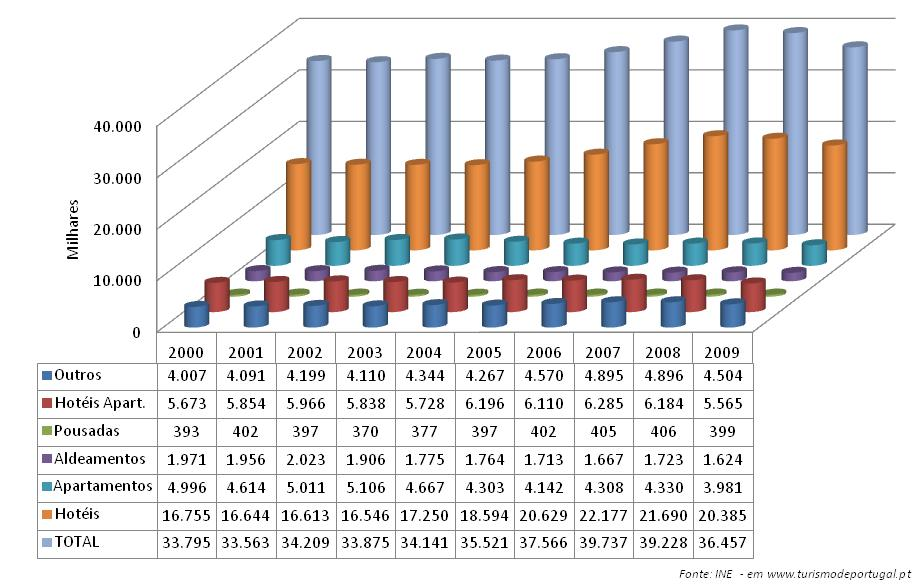 40.000
30.000
20.000
10.000
0
Milhares
2000 2001 2002 2003 2004 2005 2006 2007 2008 2009
Outros 4.007 4.091 4.199 4.110 4.344 4.267 4.570 4.895 4.896 4.504
Hotéis Apart. 5.673 5.854 5.966 5.838 5.728 6.196 6.110 6.285 6.184 5.565
Pousadas 393 402 397 370 377 397 402 405 406 399
Aldeamentos 1.971 1.956 2.023 1.906 1.775 1.764 1.713 1.667 1.723 1.624
Apartamentos 4.996 4.614 5.011 5.106 4.667 4.303 4.142 4.308 4.330 3.981
Hotéis 16.755 16.644 16.613 16.546 17.250 18.594 20.629 22.177 21.690 20.385
TOTAL 33.795 33.563 34.209 33.875 34.141 35.521 37.566 39.737 39.228 36.457
Fonte: INE - em www.turismodeportugal.pt